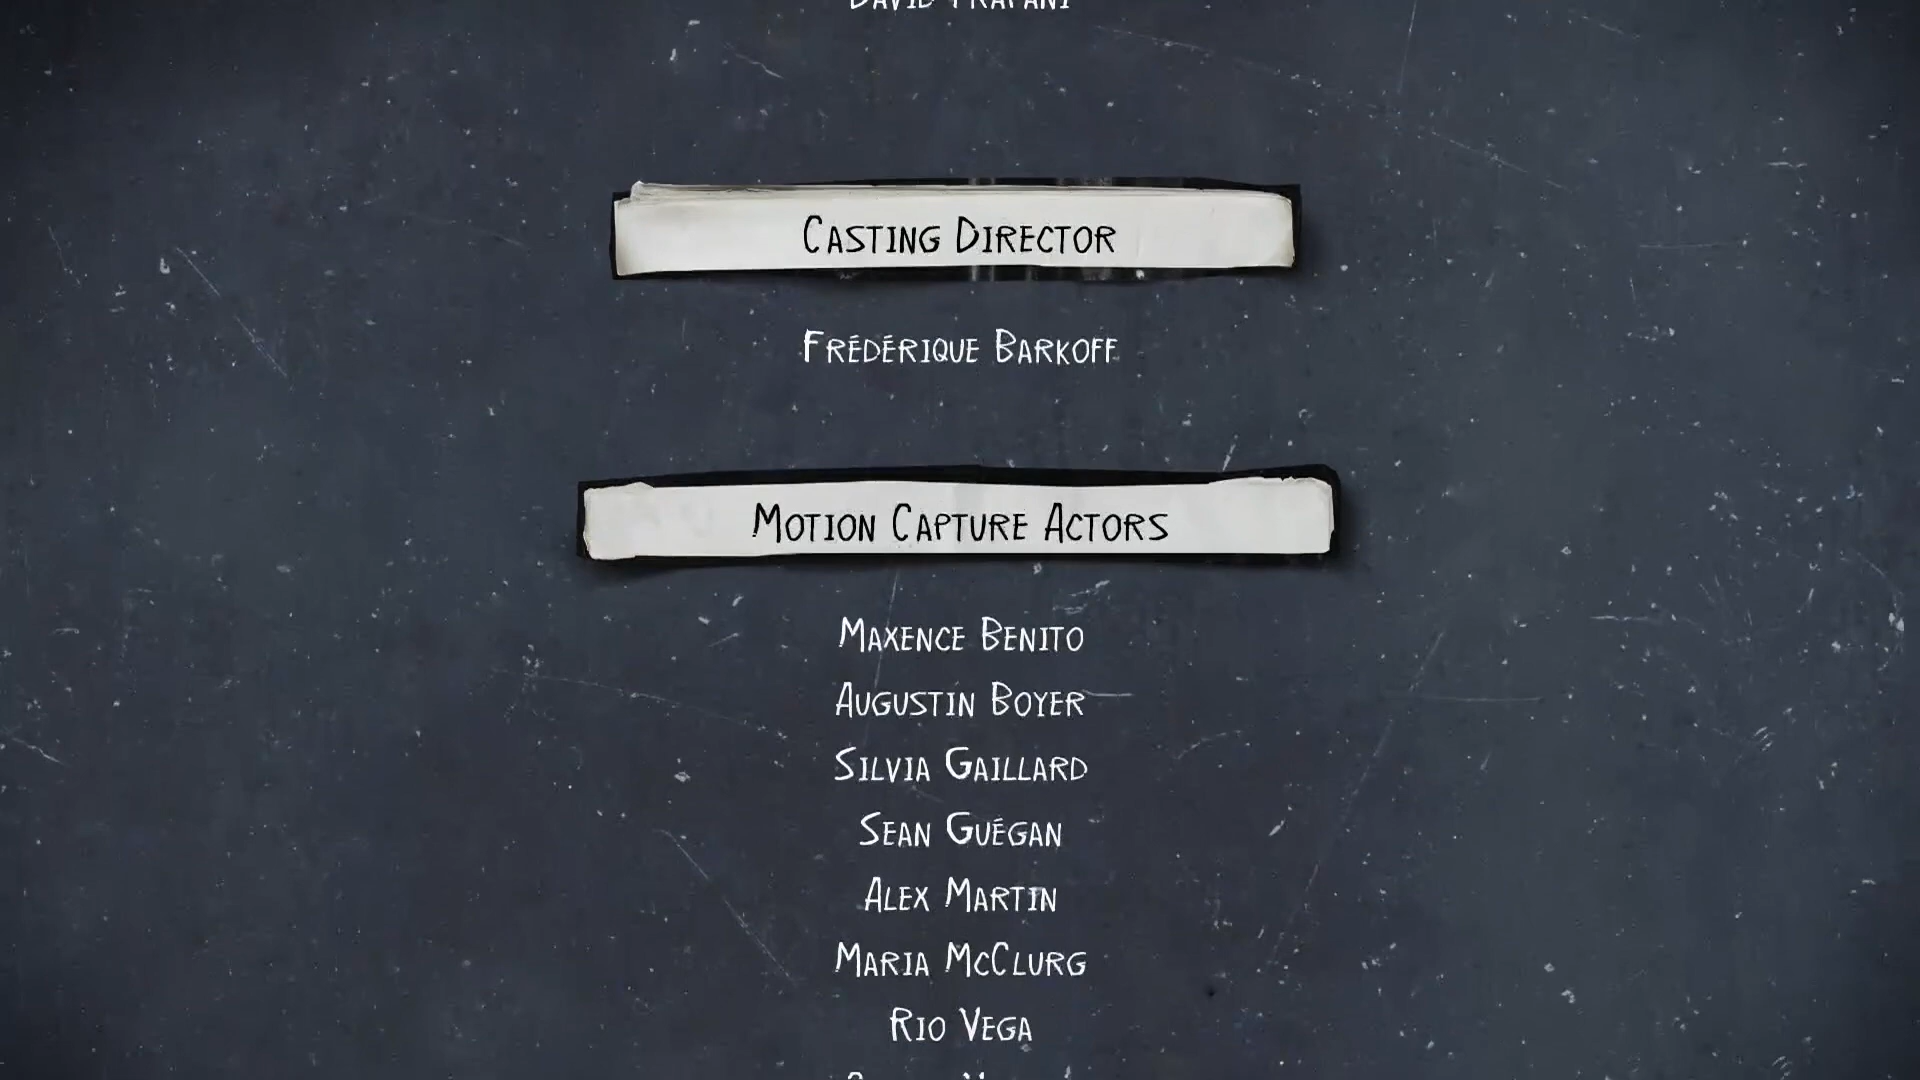 Casting Director
Frédérique Barkoff
Motion Capture Actors
Maxence Benito
Augustin Boyer
Silvia Gaillard
Sean Guégan
Alex Martin
Maria McClurg
Rio Vega